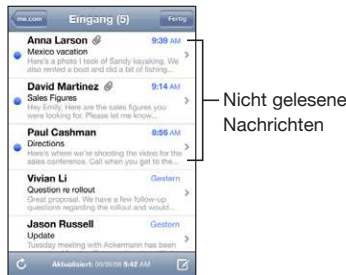 me.com Eingang (5) Fertig
Anna Larson 9:39 AM
Mexico vacation
Here's a photo I took of Sandy kayaking. We
also rented a boat and did a bit of fishing....
David Martinez 9:14 AM
Sales Figures
Hey Emily, Here are the sales figures you
were looking for. Please let me know...
Paul Cashman 8:56 AM
Directions
Here's where we're shooting the video for the
sales conference. Call when you get to the...
Vivian Li Gestern
Question re rollout
Great proposal. We have a few follow-up
questions regarding the rollout and would...
Jason Russell Gestern
Update
Tuesday meeting with Ackermann has been
Aktualisiert: 06/06/08 9:42 AM
Nicht gelesene
Nachrichten